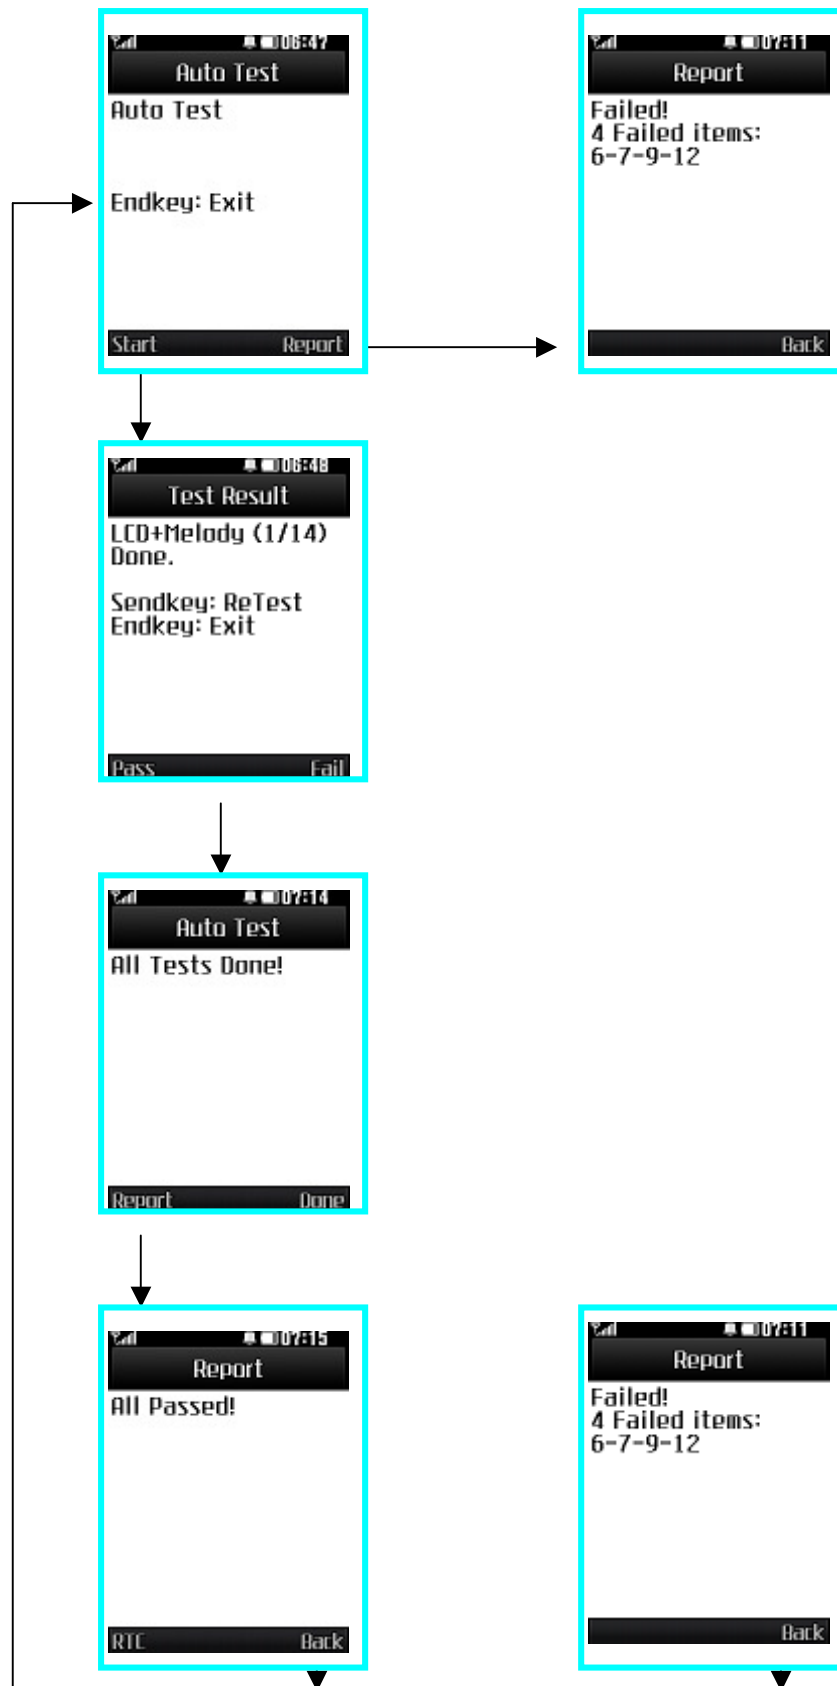 06:47
Auto Test
Auto Test
Endkey: Exit
Start Report
07:11
Report
Failed!
4 Failed items:
6-7-9-12
Back
06:48
Test Result
LCD+Melody (1/14)
Done.
Sendkey: ReTest
Endkey: Exit
Pass Fail
07:14
Auto Test
All Tests Done!
Report Done
07:15
Report
All Passed!
RTC Back
07:11
Report
Failed!
4 Failed items:
6-7-9-12
Back